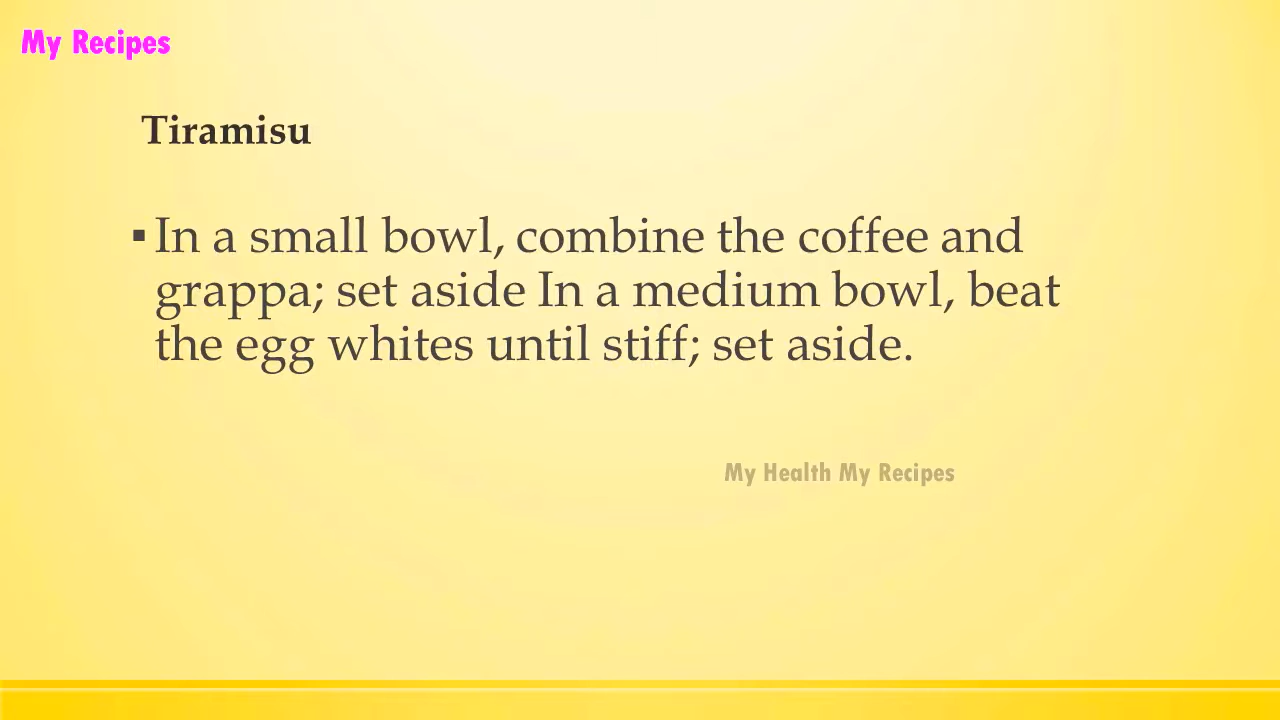 My Recipes
Tiramisu
▪ In a small bowl, combine the coffee and
grappa; set aside In a medium bowl, beat
the egg whites until stiff; set aside.
My Health My Recipes